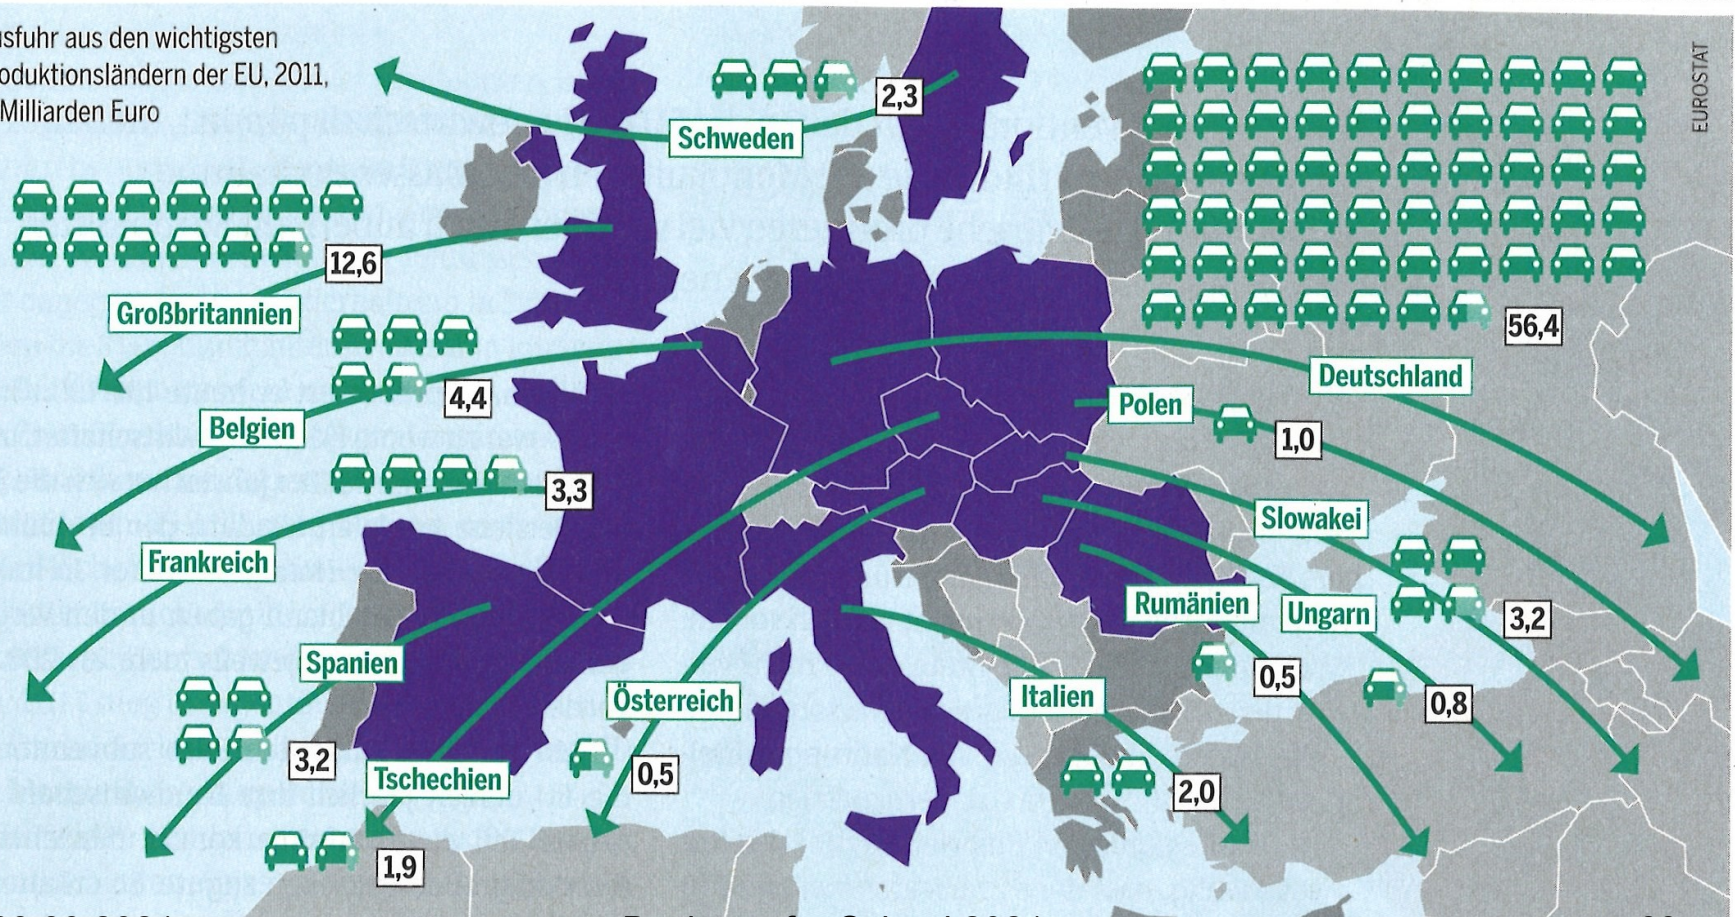 usfuhr aus den wichtigsten
oduktionsländern der EU, 2011,
Milliarden Euro
EUROSTAT
2,3
Schweden
12,6
Großbritannien
56,4
Deutschland
4,4
Belgien
Polen
1,0
3,3
Frankreich
Slowakei
3,2
Rumänien
Ungarn
0,5
0,8
Spanien
3,2
Österreich
0,5
Italien
2,0
Tschechien
1,9